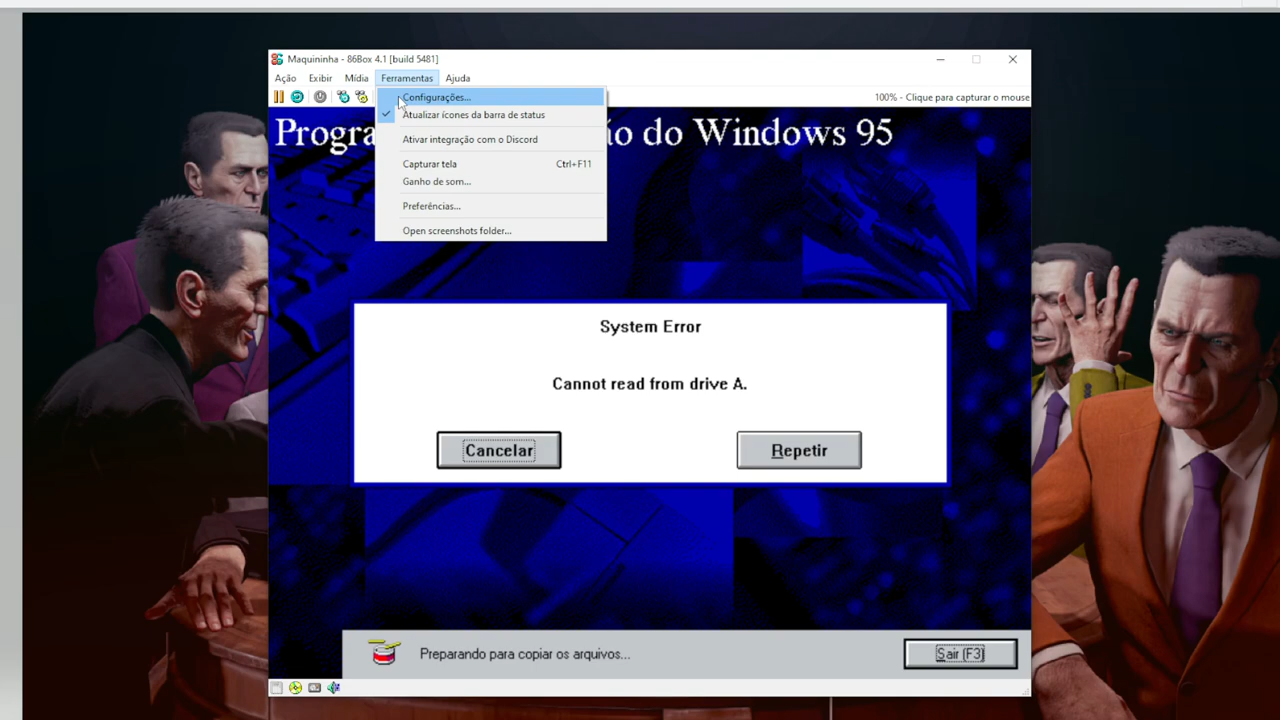 Maquininha - 86Box 4.1 [build 5481]
Ação Exibir Mídia Ferramentas Ajuda
100% - Clique para capturar o mouse
Configurações...
Atualizar ícones da barra de status
Ativar integração com o Discord
Capturar tela Ctrl+F11
Ganho de som...
Preferências...
Open screenshots folder...
Progra ão do Windows 95
System Error
Cannot read from drive A.
Cancelar Repetir
Preparando para copiar os arquivos...
Sair (F3)